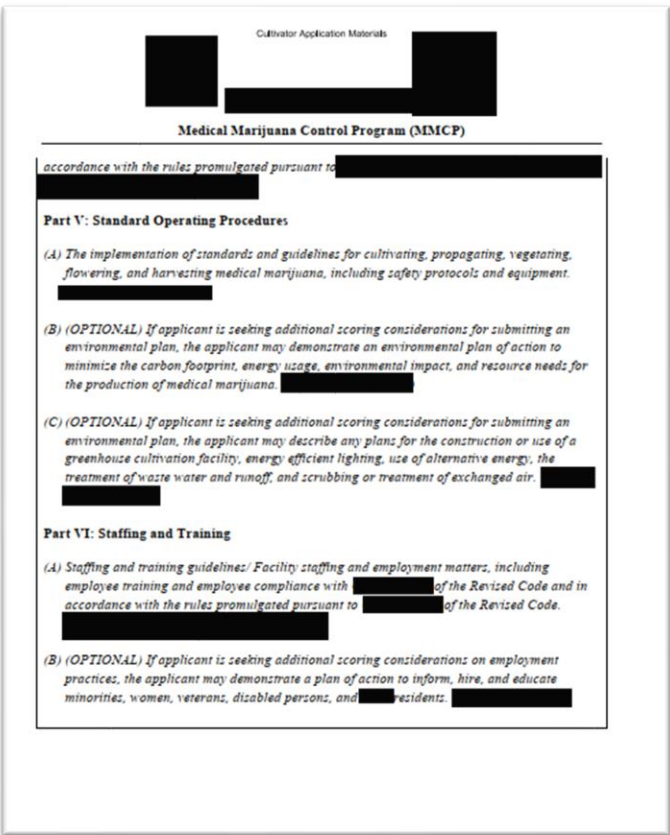 Cultivator Application Materials
Medical Marijuana Control Program (MMCP)
accordance with the rules promulgated pursuant to
Part V: Standard Operating Procedures
(A) The implementation of standards and guidelines for cultivating, propagating, vegetating,
flowering, and harvesting medical marijuana, including safety protocols and equipment.
(B) (OPTIONAL) If applicant is seeking additional scoring considerations for submitting an
environmental plan, the applicant may demonstrate an environmental plan of action to
minimize the carbon footprint, energy usage, environmental impact, and resource needs for
the production of medical marijuana.
(C) (OPTIONAL) If applicant is seeking additional scoring considerations for submitting an
environmental plan, the applicant may describe any plans for the construction or use of a
greenhouse cultivation facility, energy efficient lighting, use of alternative energy, the
treatment of waste water and runoff, and scrubbing or treatment of exchanged air.
Part VI: Staffing and Training
(A) Staffing and training guidelines/ Facility staffing and employment matters, including
employee training and employee compliance with of the Revised Code and in
accordance with the rules promulgated pursuant to of the Revised Code.
(B) (OPTIONAL) If applicant is seeking additional scoring considerations on employment
practices, the applicant may demonstrate a plan of action to inform, hire, and educate
minorities, women, veterans, disabled persons, and residents.